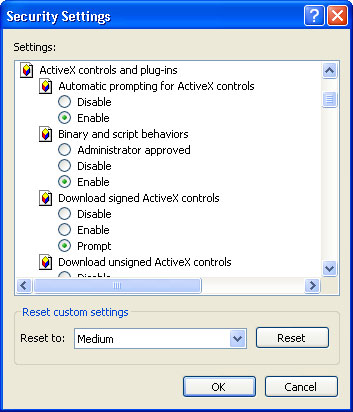 Security Settings
Settings:
ActiveX controls and plug-ins
Automatic prompting for ActiveX controls
Disable
Enable
Binary and script behaviors
Administrator approved
Disable
Enable
Download signed ActiveX controls
Disable
Enable
Prompt
Download unsigned ActiveX controls
Disable
Reset custom settings
Reset to: Medium Reset
OK Cancel